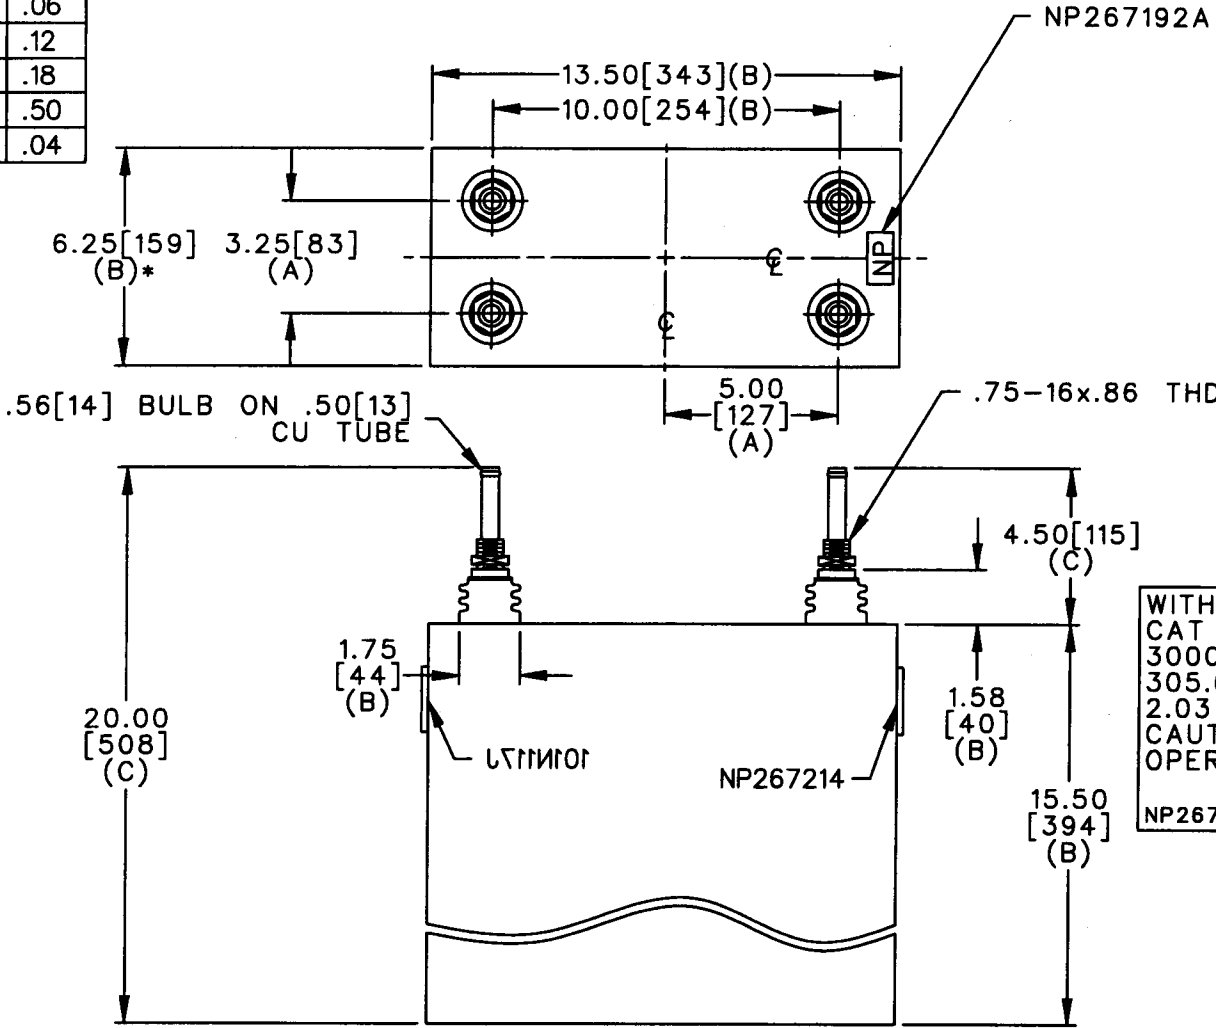 .06
.12
.18
.50
.04
NP267192A
13.50[343](B)
10.00[254](B)
6.25[159]
(B)*
3.25[83]
(A)
℄
NP
℄
5.00
[127]
(A)
.56[14] BULB ON .50[13]
CU TUBE
.75-16x.86 THD
4.50[115]
(C)
1.75
[44]
(B)
20.00
[508]
(C)
101N117J
NP267214
1.58
[40]
(B)
15.50
[394]
(B)
WITH
CAT
3000
305.
2.03
CAUT
OPER
NP267